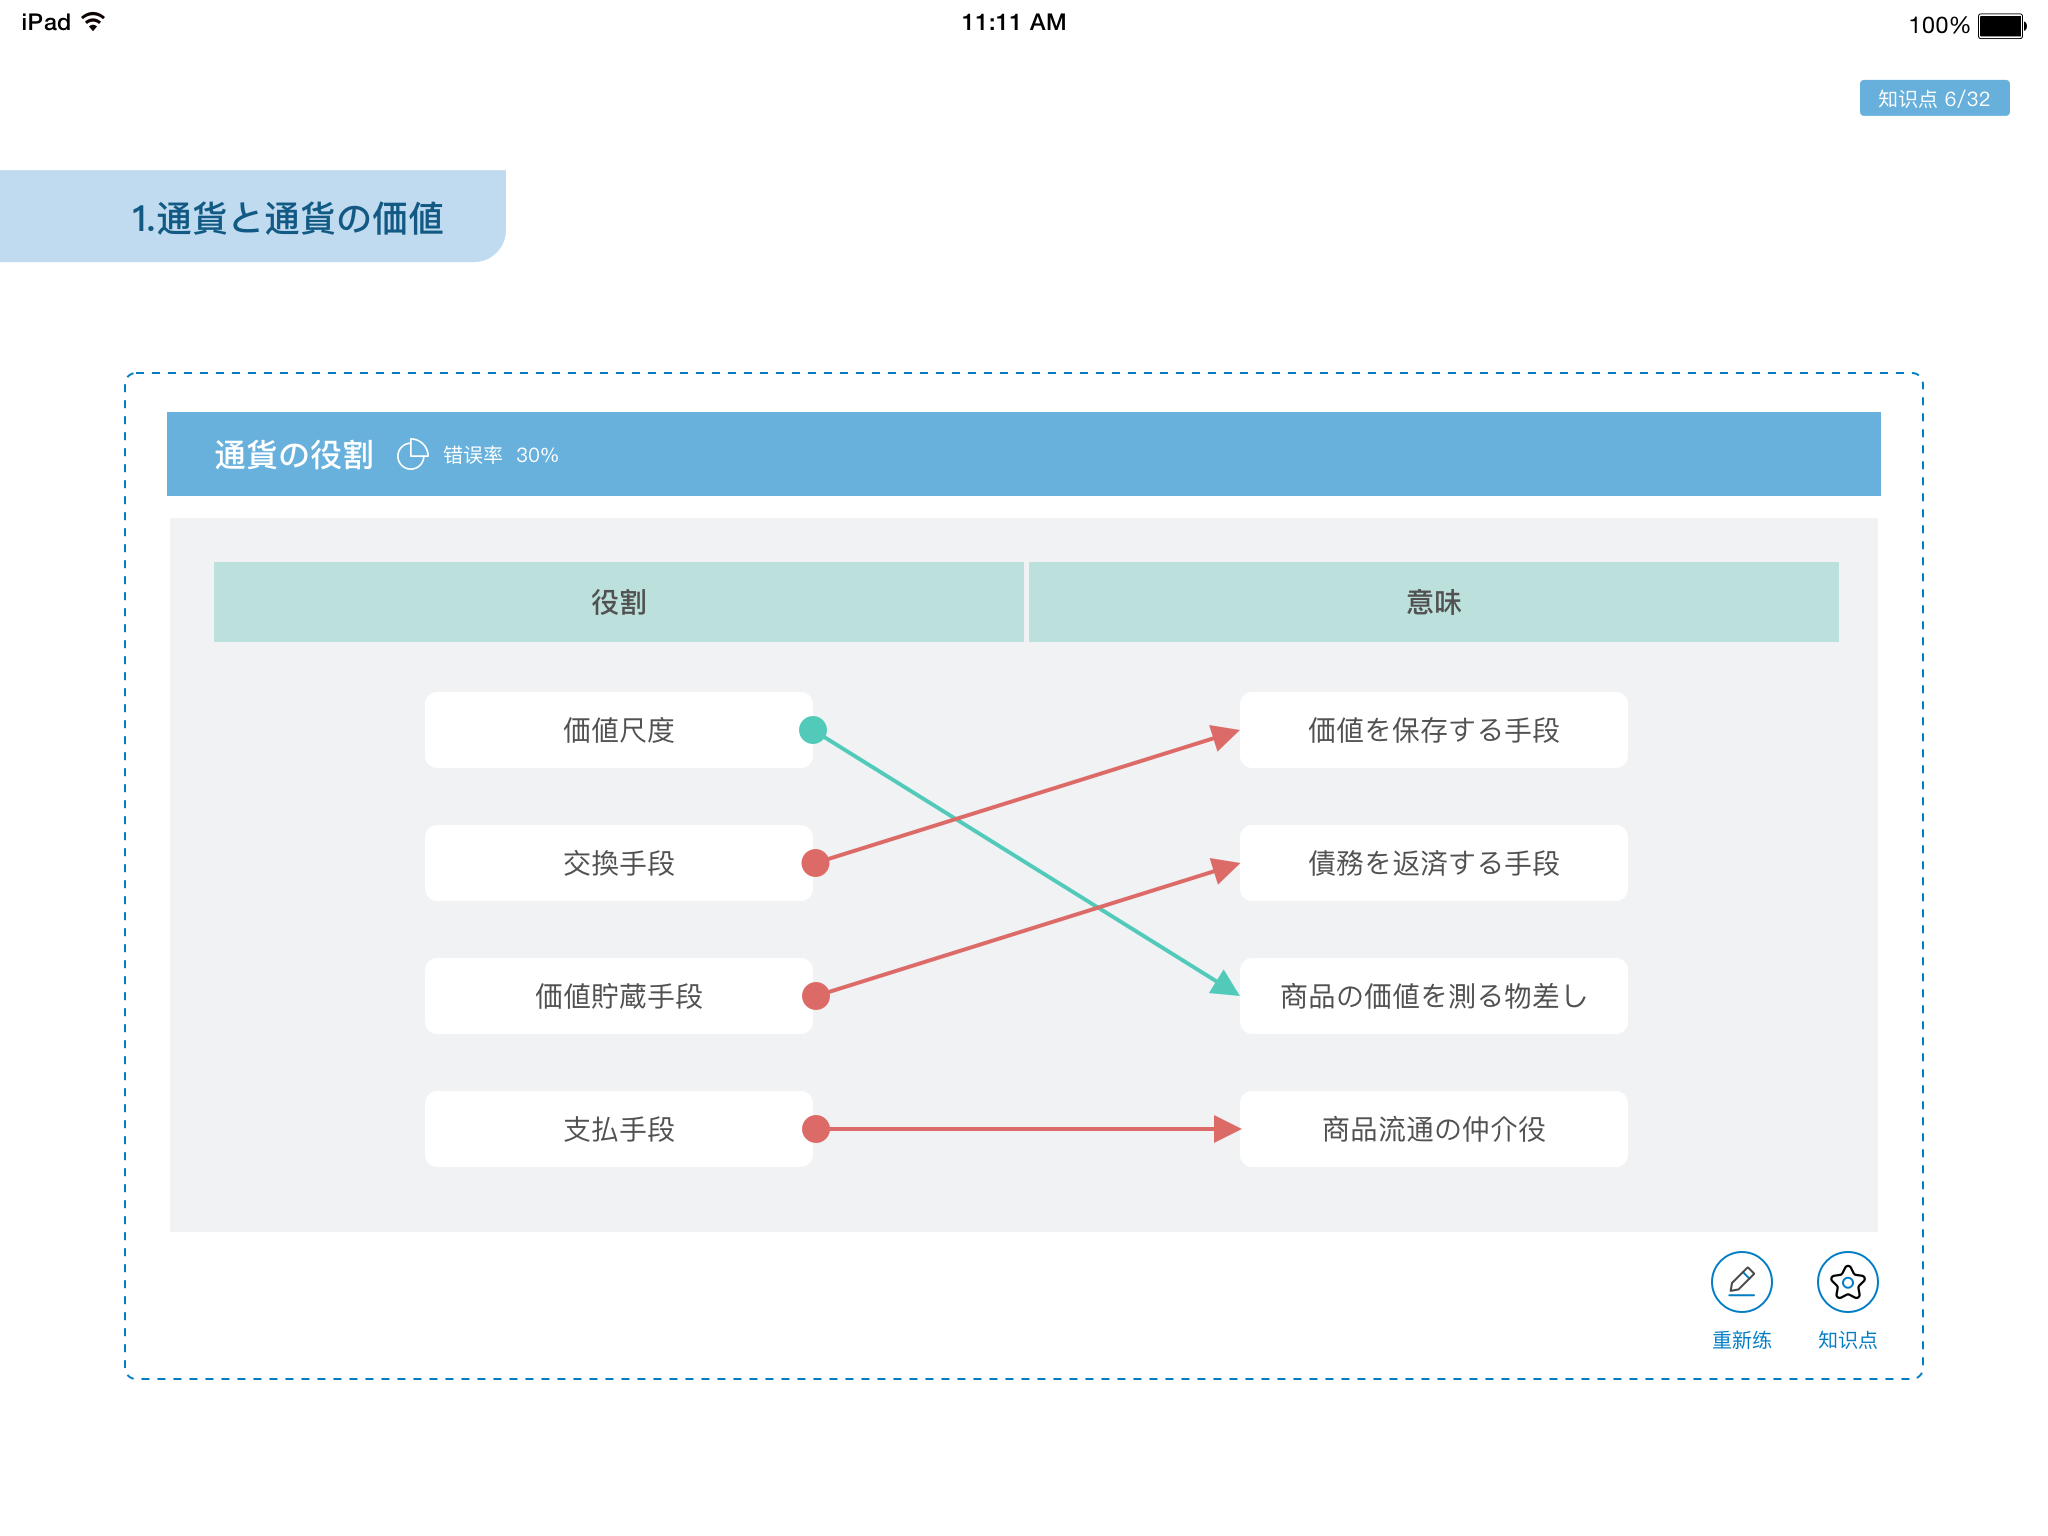 iPad 11:11 AM 100%
知识点 6/32
1.通貨と通貨の価値
通貨の役割 错误率 30%
役割 意味
価値尺度 価値を保存する手段
交換手段 債務を返済する手段
価値貯蔵手段 商品の価値を測る物差し
支払手段 商品流通の仲介役
重新练 知识点